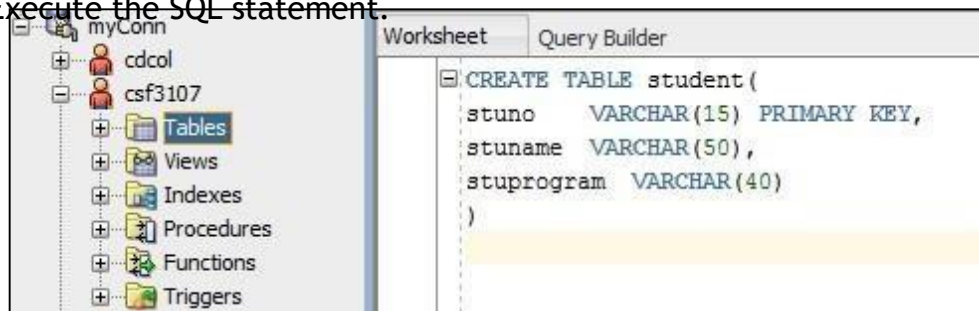 Execute the SQL statement.
myConn
cdcol
csf3107
Tables
Views
Indexes
Procedures
Functions
Triggers
Worksheet Query Builder
CREATE TABLE student(
stuno VARCHAR(15) PRIMARY KEY,
stuname VARCHAR(50),
stuprogram VARCHAR(40)
)